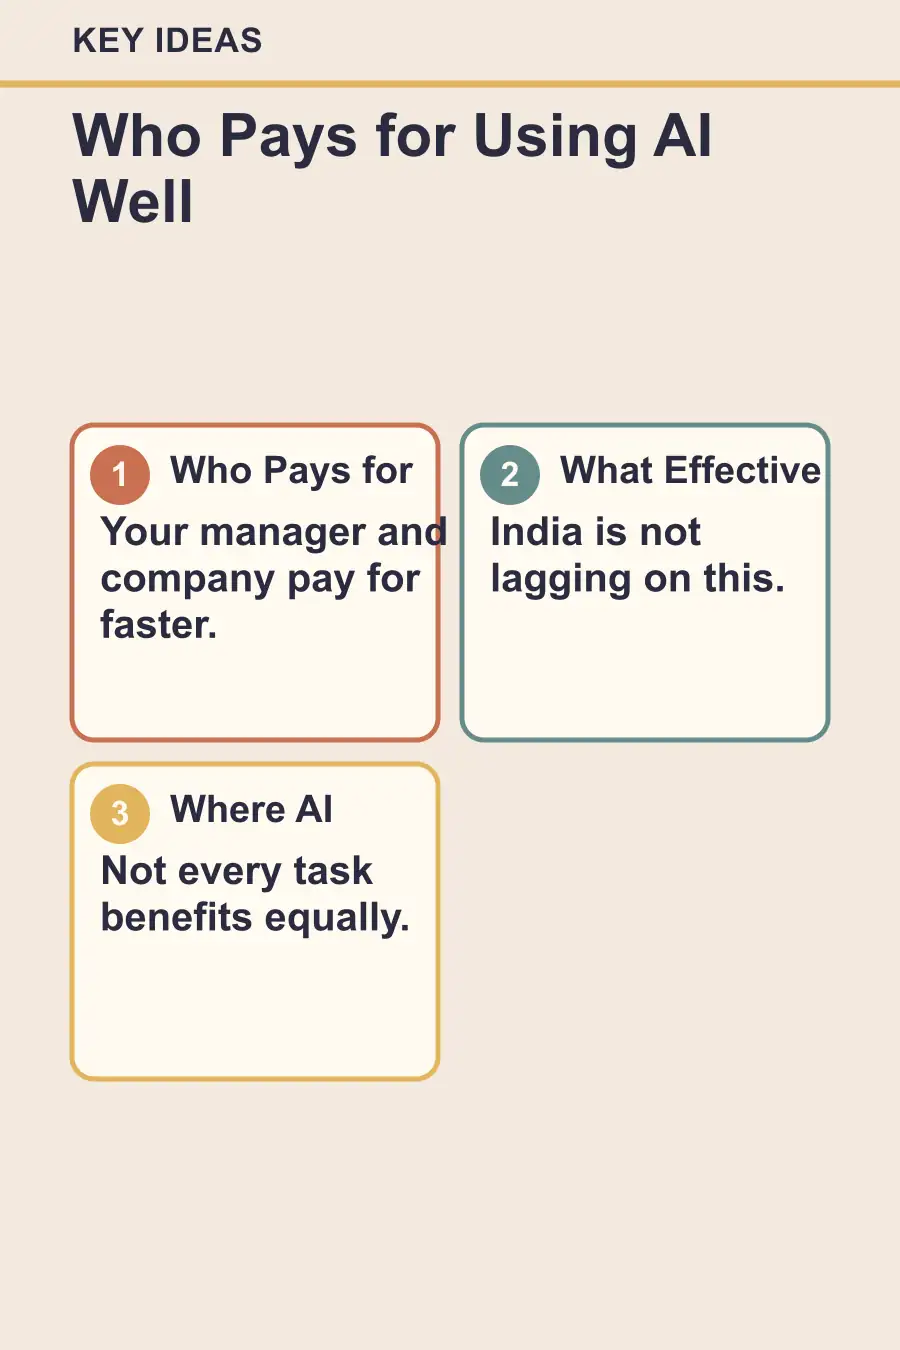 KEY IDEAS
Who Pays for Using AI
Well
1
Who Pays for
Your manager and
company pay for
faster.
2
What Effective
India is not
lagging on this.
3
Where AI
Not every task
benefits equally.